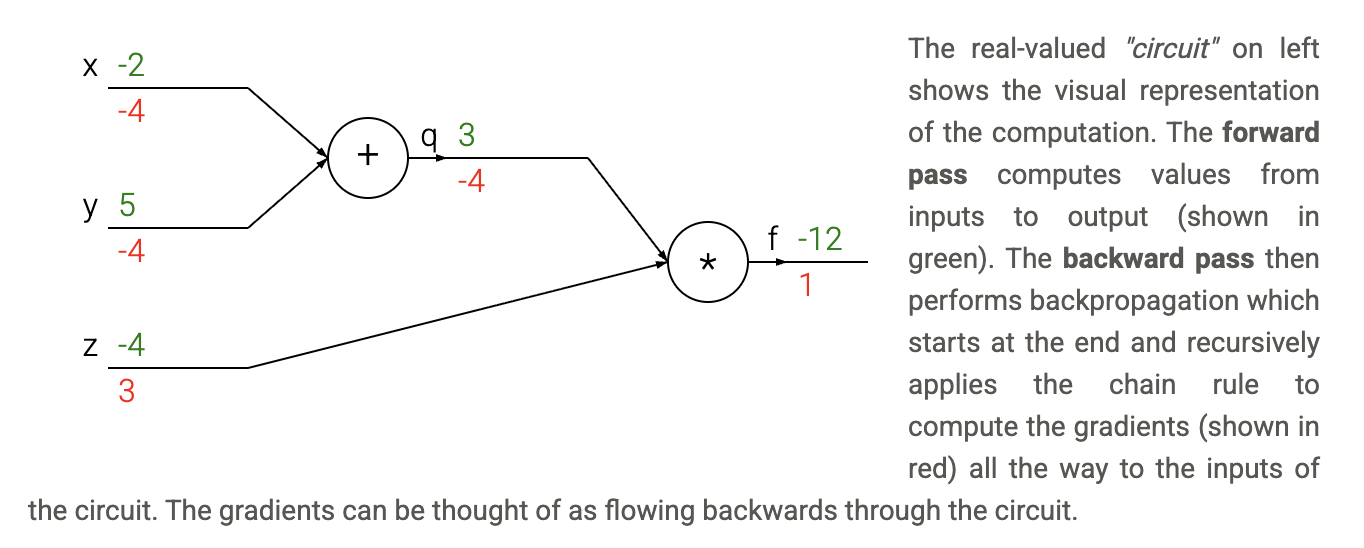 x -2
-4
y 5
-4
z -4
3
+
q 3
-4
*
f -12
1
The real-valued "circuit" on left
shows the visual representation
of the computation. The forward
pass computes values from
inputs to output (shown in
green). The backward pass then
performs backpropagation which
starts at the end and recursively
applies the chain rule to
compute the gradients (shown in
red) all the way to the inputs of
the circuit. The gradients can be thought of as flowing backwards through the circuit.